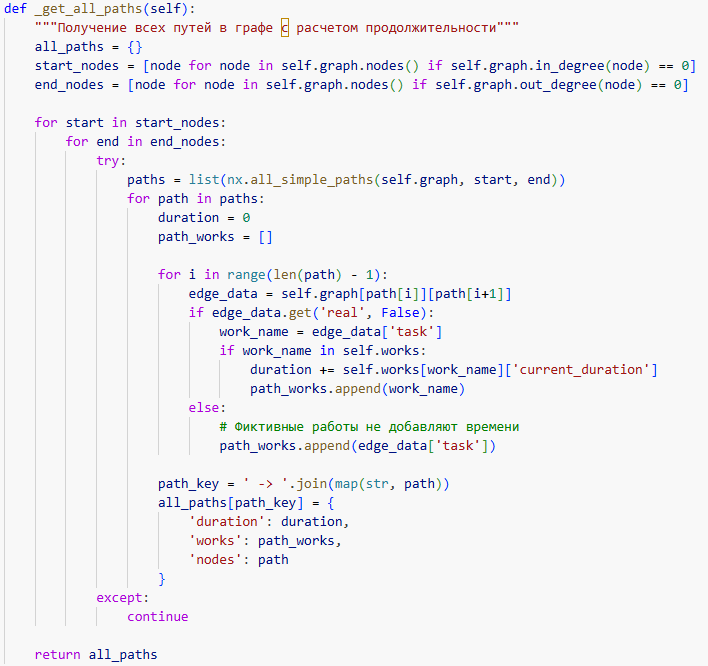 def _get_all_paths(self):
    """Получение всех путей в графе с расчетом продолжительности"""
    all_paths = {}
    start_nodes = [node for node in self.graph.nodes() if self.graph.in_degree(node) == 0]
    end_nodes = [node for node in self.graph.nodes() if self.graph.out_degree(node) == 0]

    for start in start_nodes:
        for end in end_nodes:
            try:
                paths = list(nx.all_simple_paths(self.graph, start, end))
                for path in paths:
                    duration = 0
                    path_works = []

                    for i in range(len(path) - 1):
                        edge_data = self.graph[path[i]][path[i+1]]
                        if edge_data.get('real', False):
                            work_name = edge_data['task']
                            if work_name in self.works:
                                duration += self.works[work_name]['current_duration']
                                path_works.append(work_name)
                        else:
                            # Фиктивные работы не добавляют времени
                            path_works.append(edge_data['task'])

                    path_key = ' -> '.join(map(str, path))
                    all_paths[path_key] = {
                        'duration': duration,
                        'works': path_works,
                        'nodes': path
                    }
            except:
                continue

    return all_paths